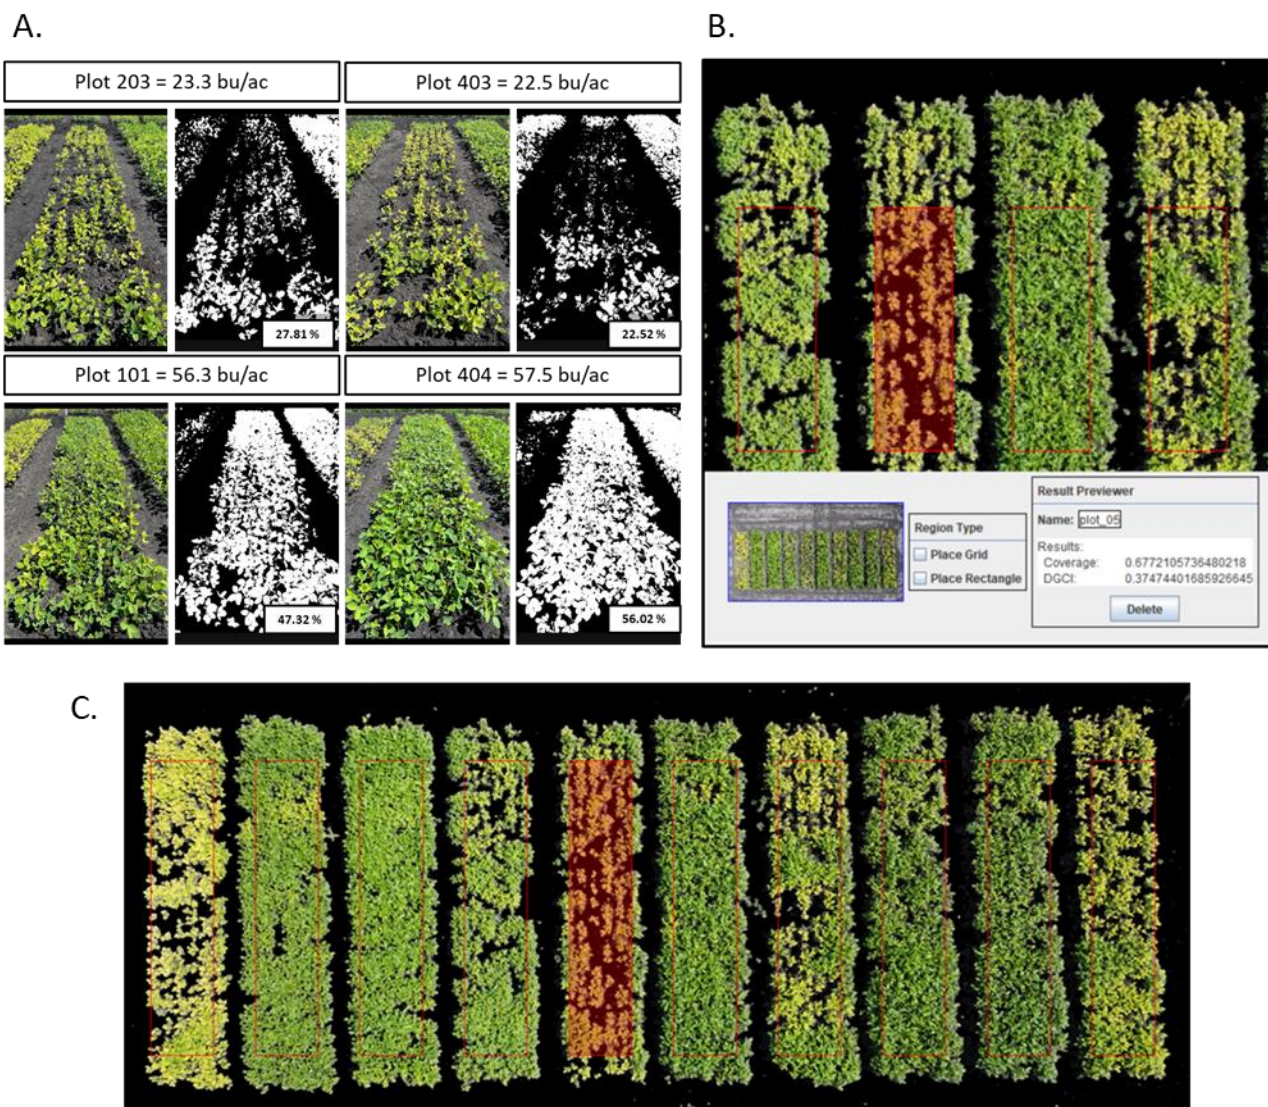 A.
Plot 203 = 23.3 bu/ac
Plot 403 = 22.5 bu/ac
27.81 %
22.52 %
Plot 101 = 56.3 bu/ac
Plot 404 = 57.5 bu/ac
47.32 %
56.02 %
B.
Region Type
Place Grid
Place Rectangle
Result Previewer
Name: plot_05
Results:
Coverage: 0.6772105736480218
DGCI: 0.37474401685926645
Delete
C.